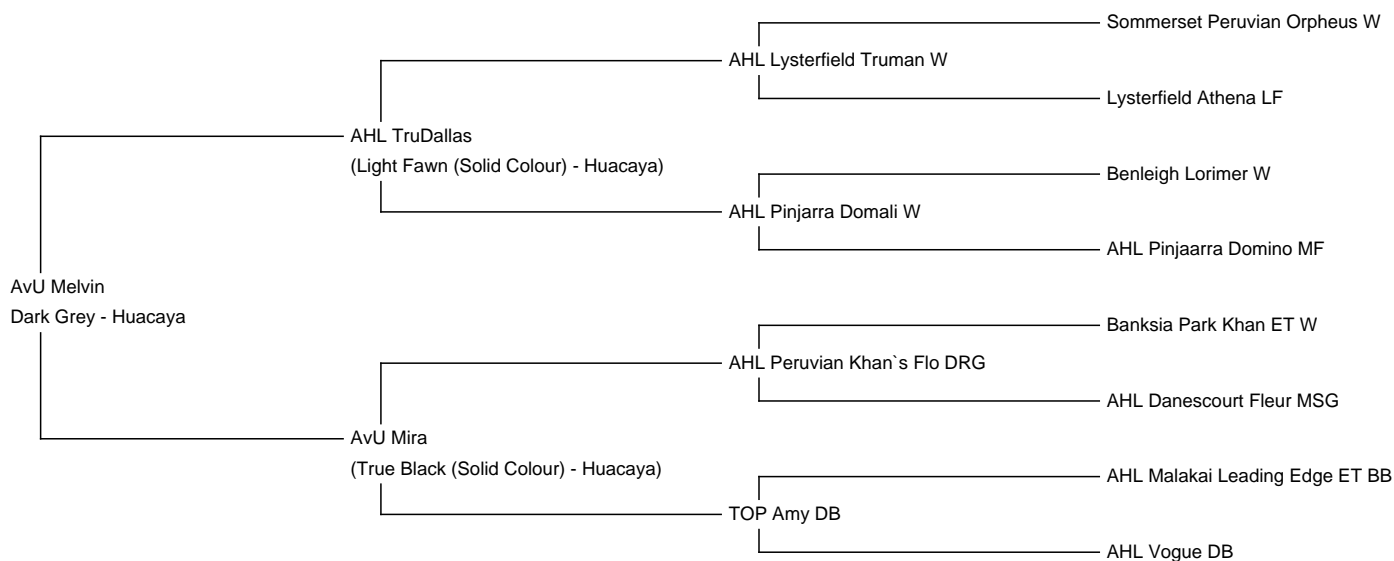 Sommerset Peruvian Orpheus W
AHL Lysterfield Truman W
Lysterfield Athena LF
AHL TruDallas
(Light Fawn (Solid Colour) - Huacaya)
Benleigh Lorimer W
AHL Pinjarra Domali W
AHL Pinjaarra Domino MF
AvU Melvin
Dark Grey - Huacaya
Banksia Park Khan ET W
AHL Peruvian Khan`s Flo DRG
AHL Danescourt Fleur MSG
AvU Mira
(True Black (Solid Colour) - Huacaya)
AHL Malakai Leading Edge ET BB
TOP Amy DB
AHL Vogue DB